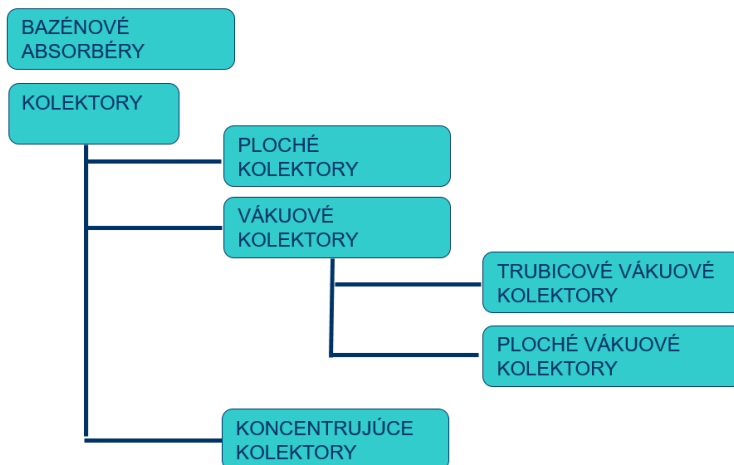 BAZÉNOVÉ
ABSORBÉRY
KOLEKTORY
PLOCHÉ
KOLEKTORY
VÁKUOVÉ
KOLEKTORY
TRUBICOVÉ VÁKUOVÉ
KOLEKTORY
PLOCHÉ VÁKUOVÉ
KOLEKTORY
KONCENTRUJÚCE
KOLEKTORY